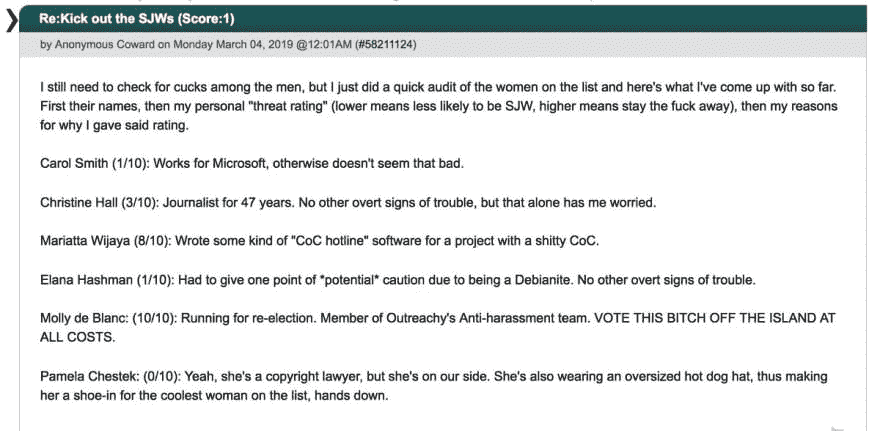 Re:Kick out the SJWs (Score:1)
by Anonymous Coward on Monday March 04, 2019 @12:01AM (#58211124)
I still need to check for cucks among the men, but I just did a quick audit of the women on the list and here's what I've come up with so far.
First their names, then my personal "threat rating" (lower means less likely to be SJW, higher means stay the fuck away), then my reasons
for why I gave said rating.
Carol Smith (1/10): Works for Microsoft, otherwise doesn't seem that bad.
Christine Hall (3/10): Journalist for 47 years. No other overt signs of trouble, but that alone has me worried.
Mariatta Wijaya (8/10): Wrote some kind of "CoC hotline" software for a project with a shitty CoC.
Elana Hashman (1/10): Had to give one point of *potential* caution due to being a Debianite. No other overt signs of trouble.
Molly de Blanc: (10/10): Running for re-election. Member of Outreachy's Anti-harassment team. VOTE THIS BITCH OFF THE ISLAND AT
ALL COSTS.
Pamela Chestek: (0/10): Yeah, she's a copyright lawyer, but she's on our side. She's also wearing an oversized hot dog hat, thus making
her a shoe-in for the coolest woman on the list, hands down.